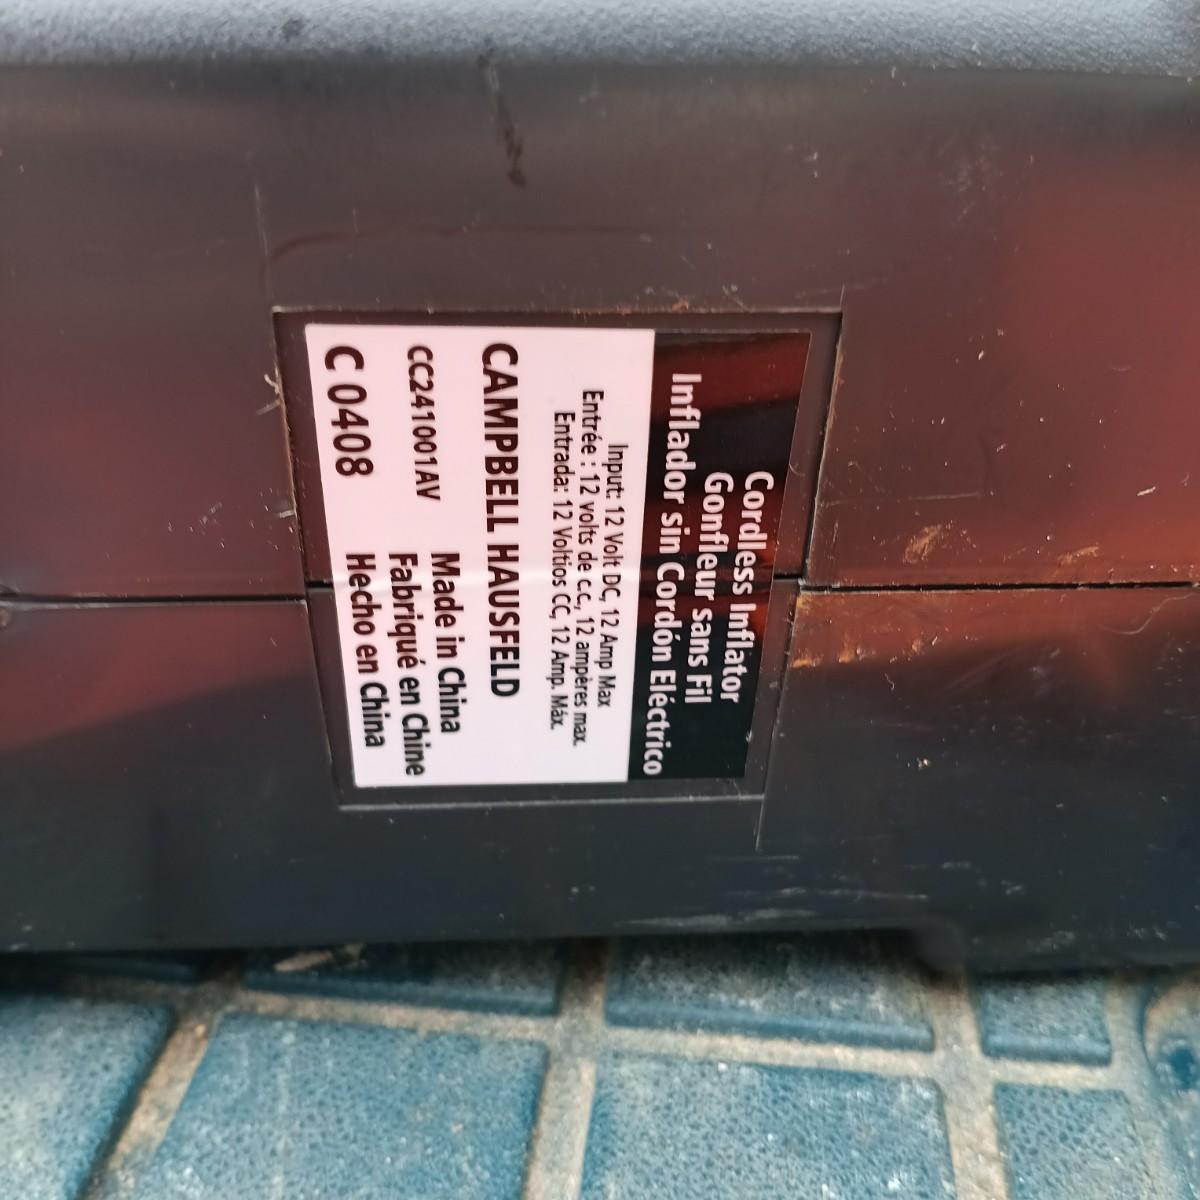 Cordless Inflator
Gonfleur sans Fil
Inflador sin Cordón Eléctrico
Input: 12 Volt DC, 12 Amp Max
Entrée : 12 volts de c.c., 12 ampères max.
Entrada: 12 Voltios CC, 12 Amp. Máx.
CAMPBELL HAUSFELD
CC241001AV
Made in China
Fabriqué en Chine
C 0408
Hecho en China